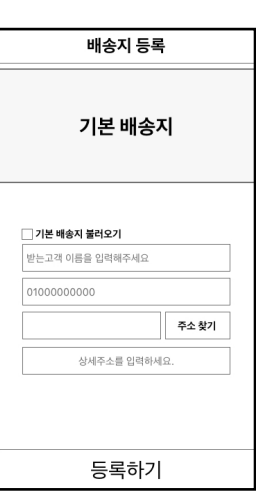 배송지 등록
기본 배송지
기본 배송지 불러오기
받는고객 이름을 입력해주세요
01000000000
주소 찾기
상세주소를 입력하세요.
등록하기